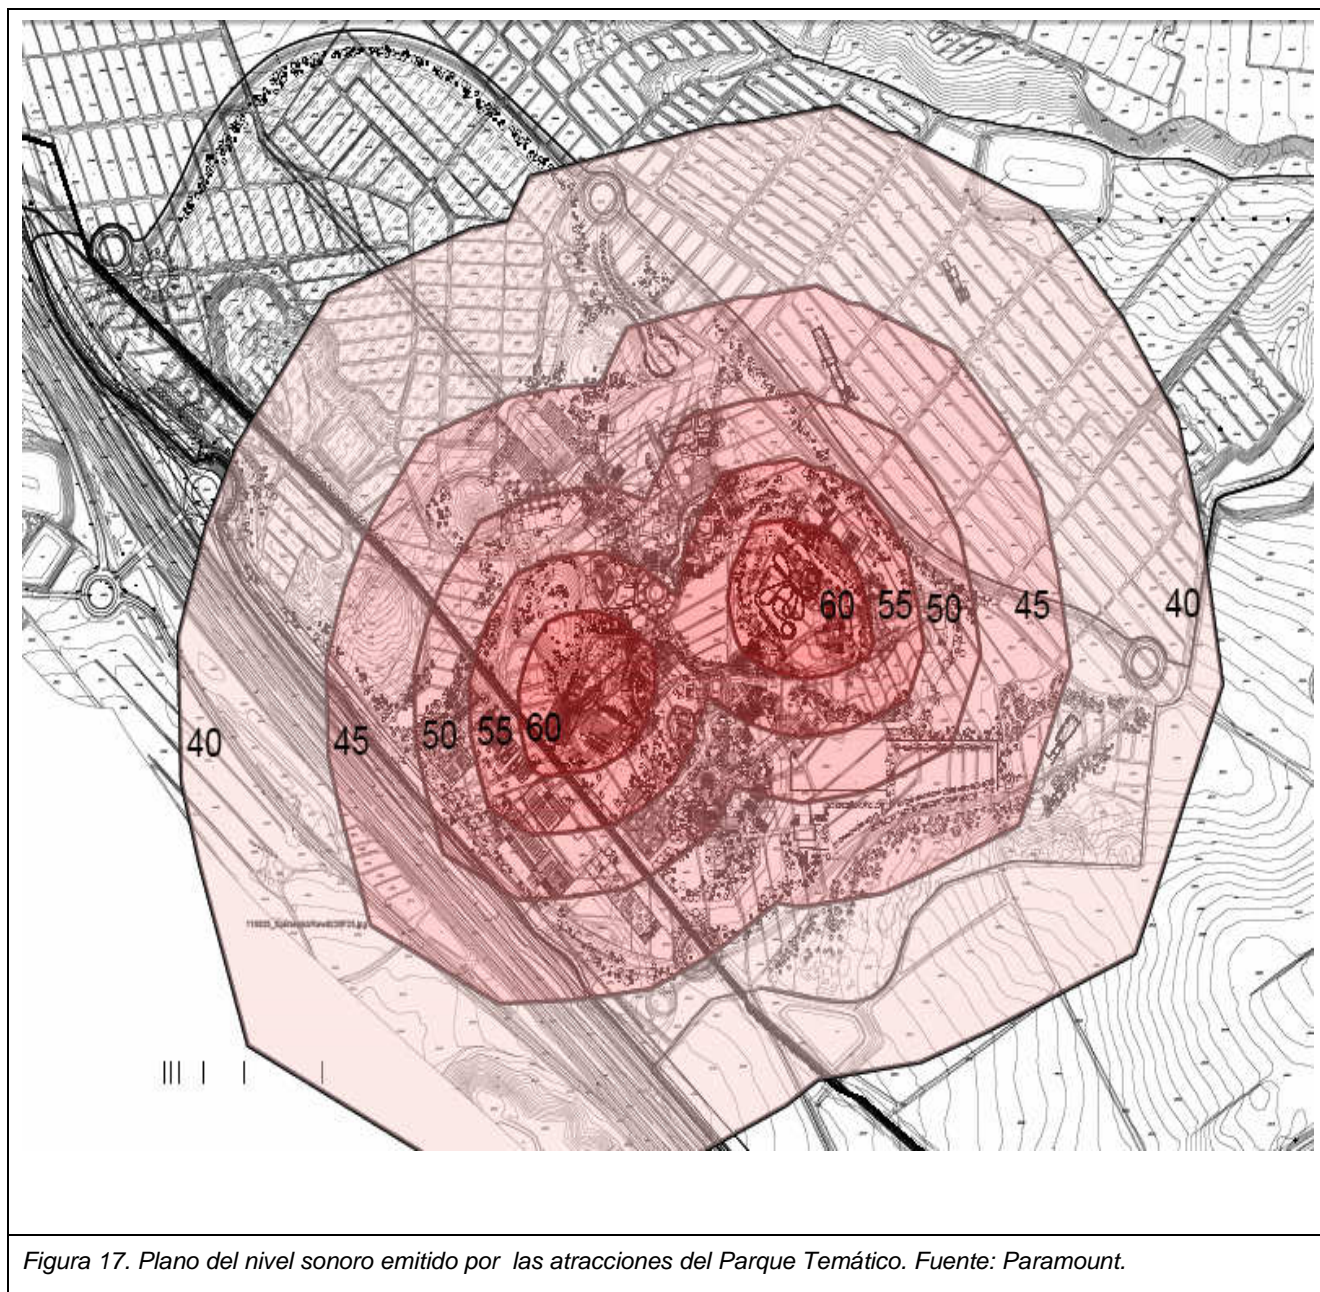 60 55 50 45 40
40 45 50 55 60
Figura 17. Plano del nivel sonoro emitido por las atracciones del Parque Temático. Fuente: Paramount.